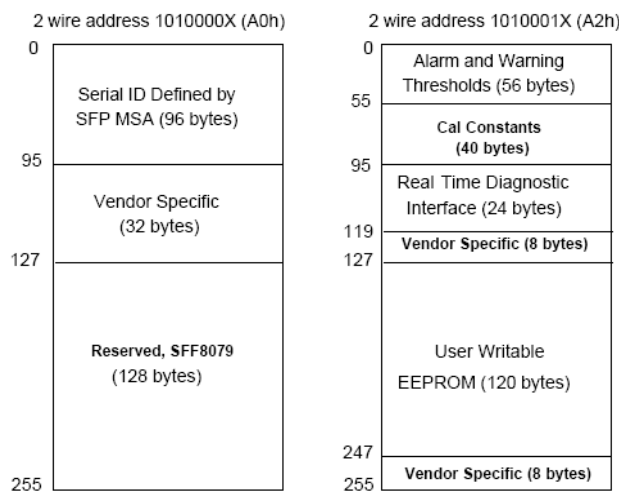 2 wire address 1010000X (A0h)
0
Serial ID Defined by
SFP MSA (96 bytes)
95
Vendor Specific
(32 bytes)
127
Reserved, SFF8079
(128 bytes)
255
2 wire address 1010001X (A2h)
0
Alarm and Warning
Thresholds (56 bytes)
55
Cal Constants
(40 bytes)
95
Real Time Diagnostic
Interface (24 bytes)
119
Vendor Specific (8 bytes)
127
User Writable
EEPROM (120 bytes)
247
Vendor Specific (8 bytes)
255